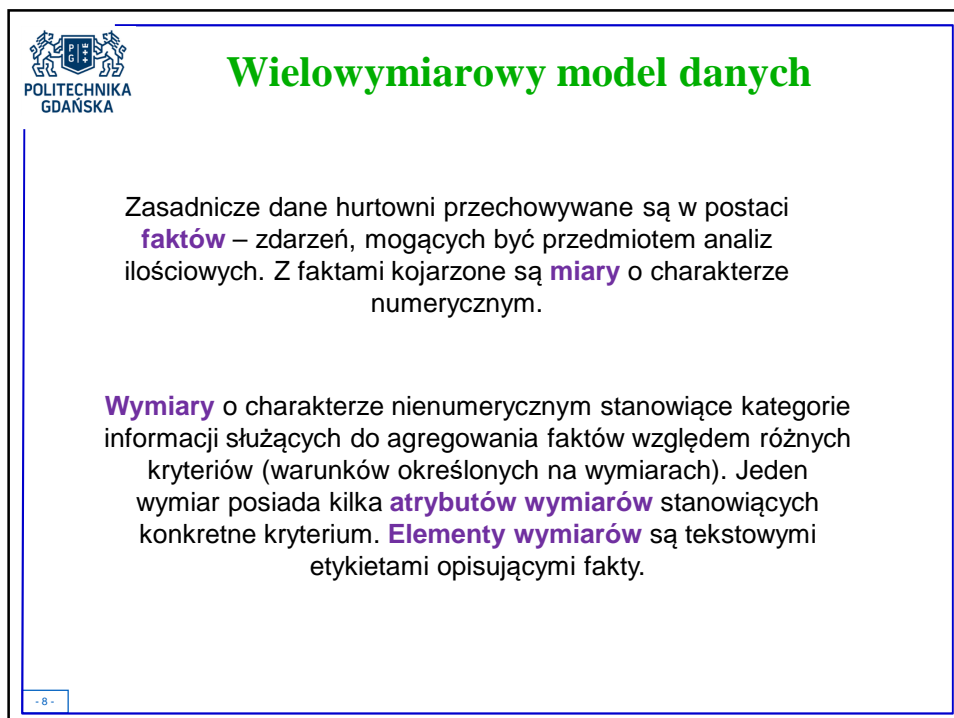 P G
POLITECHNIKA
GDAŃSKA
Wielowymiarowy model danych
Zasadnicze dane hurtowni przechowywane są w postaci
faktów – zdarzeń, mogących być przedmiotem analiz
ilościowych. Z faktami kojarzone są miary o charakterze
numerycznym.
Wymiary o charakterze nienumerycznym stanowiące kategorie
informacji służących do agregowania faktów względem różnych
kryteriów (warunków określonych na wymiarach). Jeden
wymiar posiada kilka atrybutów wymiarów stanowiących
konkretne kryterium. Elementy wymiarów są tekstowymi
etykietami opisującymi fakty.
- 8 -